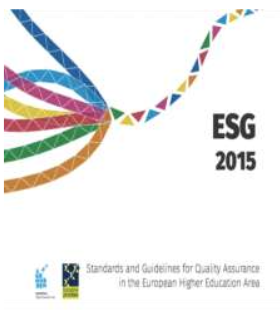 ESG
2015
Standards and Guidelines for Quality Assurance
in the European Higher Education Area